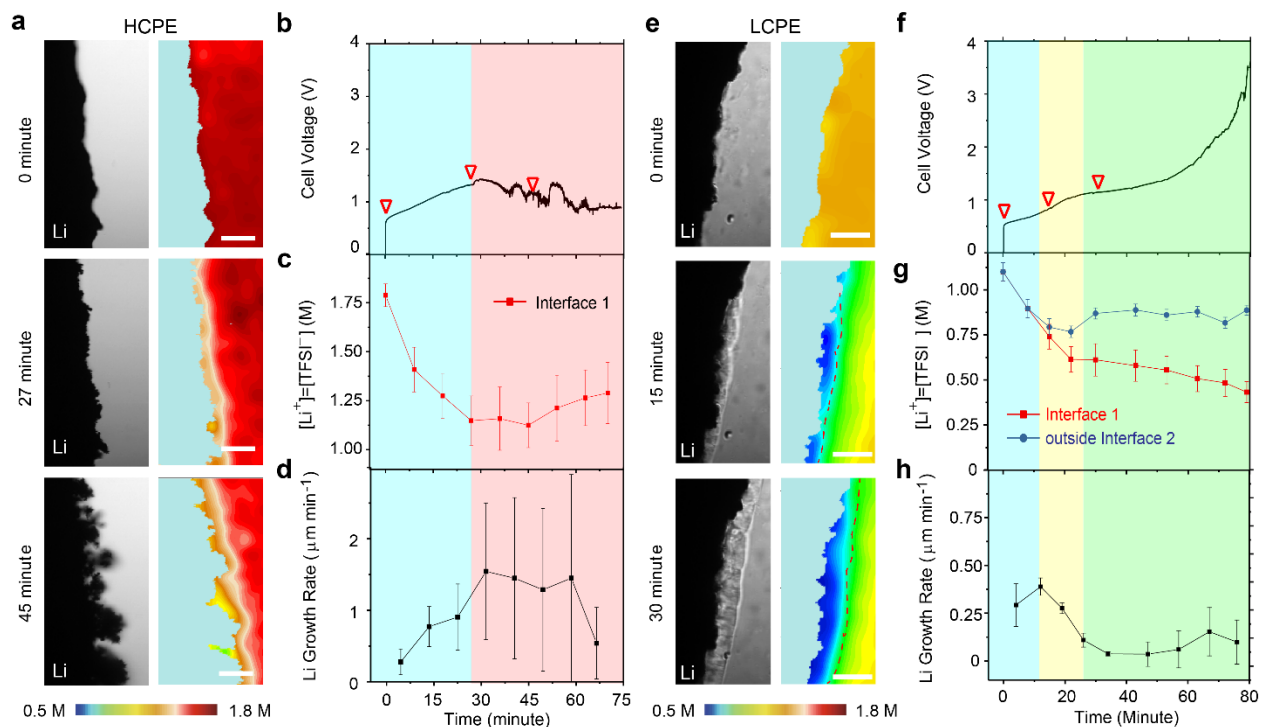 a
HCPE
0 minute
Li
27 minute
Li
45 minute
Li
0.5 M
1.8 M
b
Cell Voltage (V)
4
3
2
1
0
c
[Li⁺]=[TFSI⁻] (M)
1.75
1.50
1.25
1.00
Interface 1
d
Li Growth Rate (μm min⁻¹)
2
1
0
0 15 30 45 60 75
Time (minute)
e
LCPE
0 minute
Li
15 minute
Li
30 minute
Li
0.5 M
1.8 M
f
Cell Voltage (V)
4
3
2
1
0
g
[Li⁺]=[TFSI⁻] (M)
1.00
0.75
0.50
0
Interface 1
outside Interface 2
h
Li Growth Rate (μm min⁻¹)
0.75
0.50
0.25
0
0 20 40 60 80
Time (Minute)